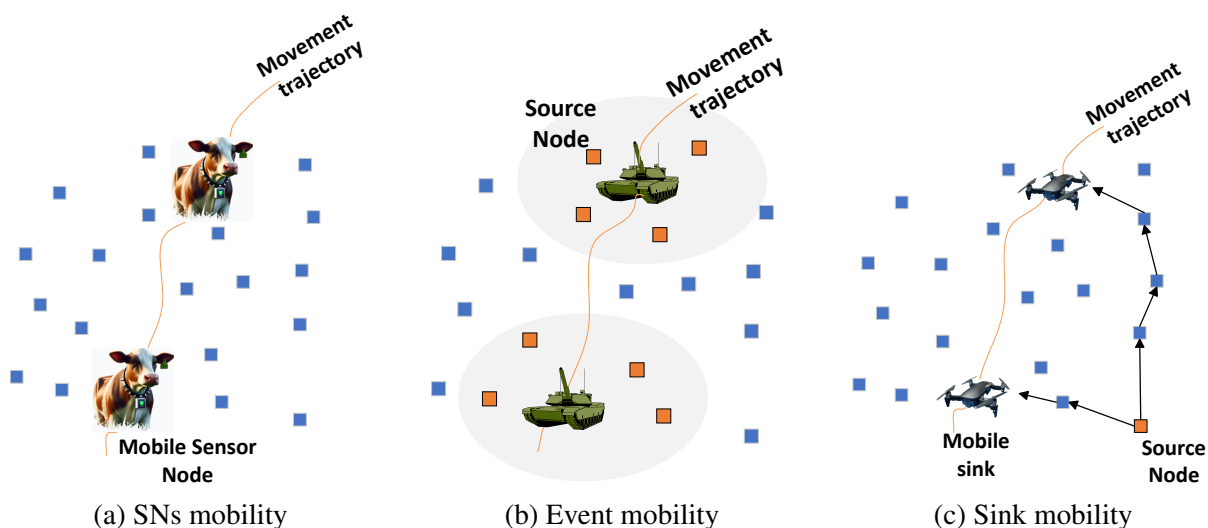 Movement
trajectory
Mobile Sensor
Node
(a) SNs mobility
Movement
trajectory
Source
Node
(b) Event mobility
Movement
trajectory
Mobile
sink
Source
Node
(c) Sink mobility